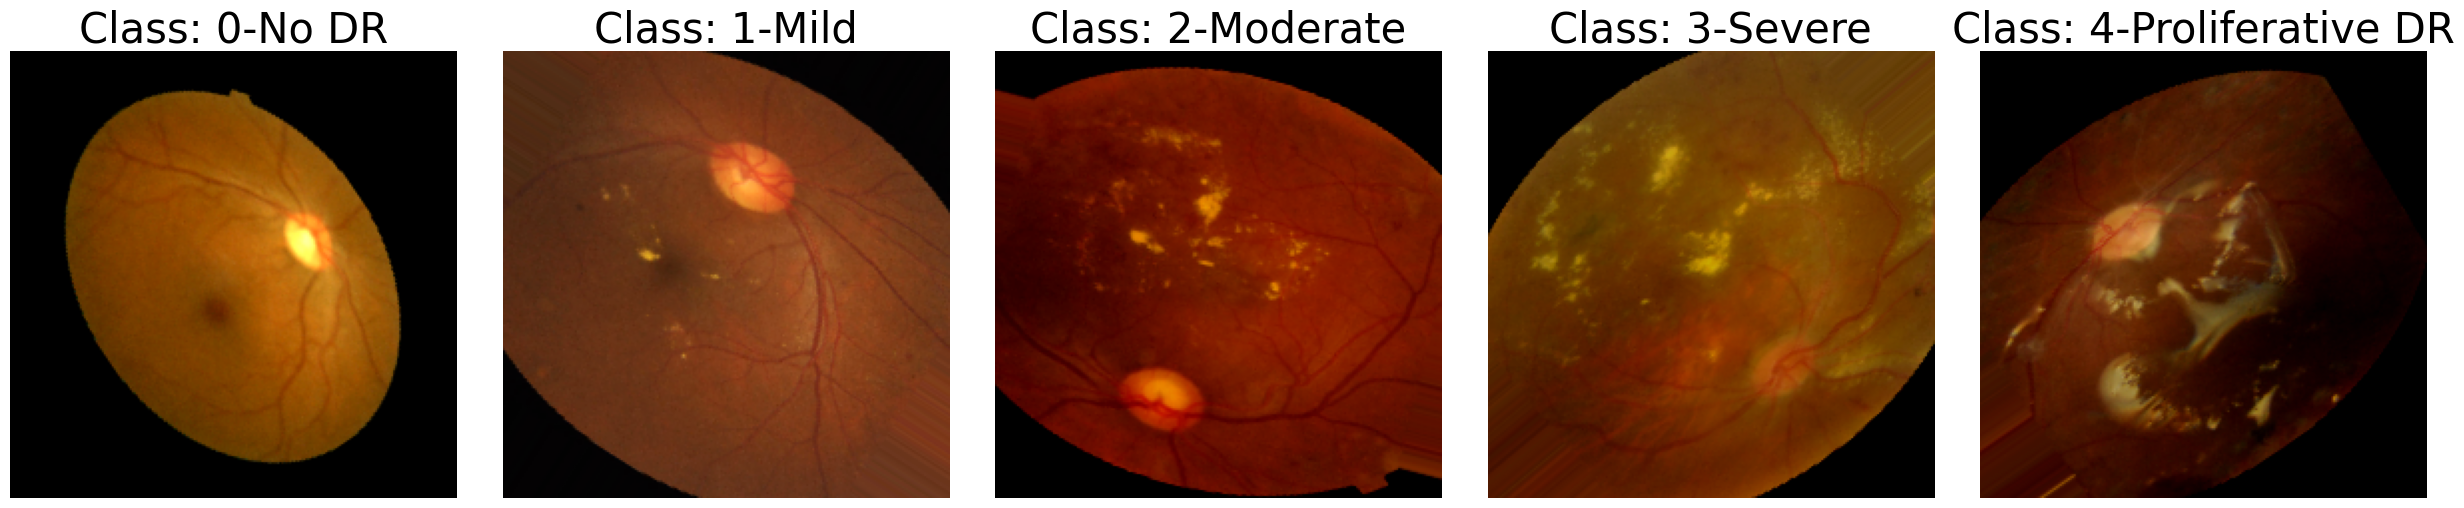 Class: 0-No DR
Class: 1-Mild
Class: 2-Moderate
Class: 3-Severe
Class: 4-Proliferative DR